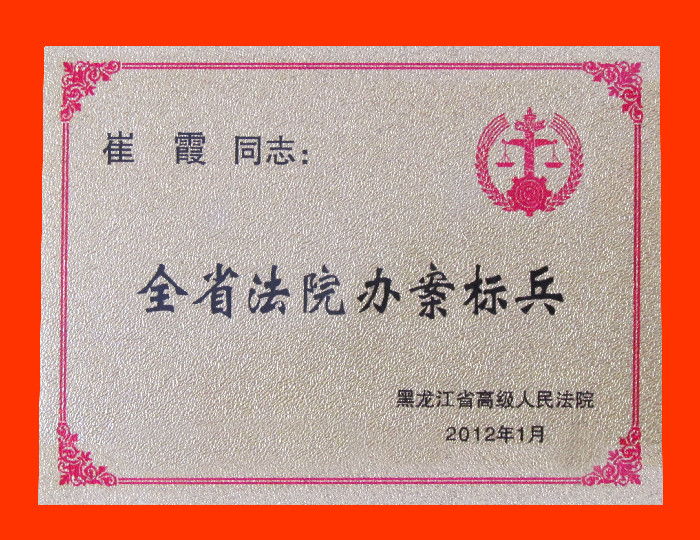 崔 霞 同志：
全省法院办案标兵
黑龙江省高级人民法院
2012年1月